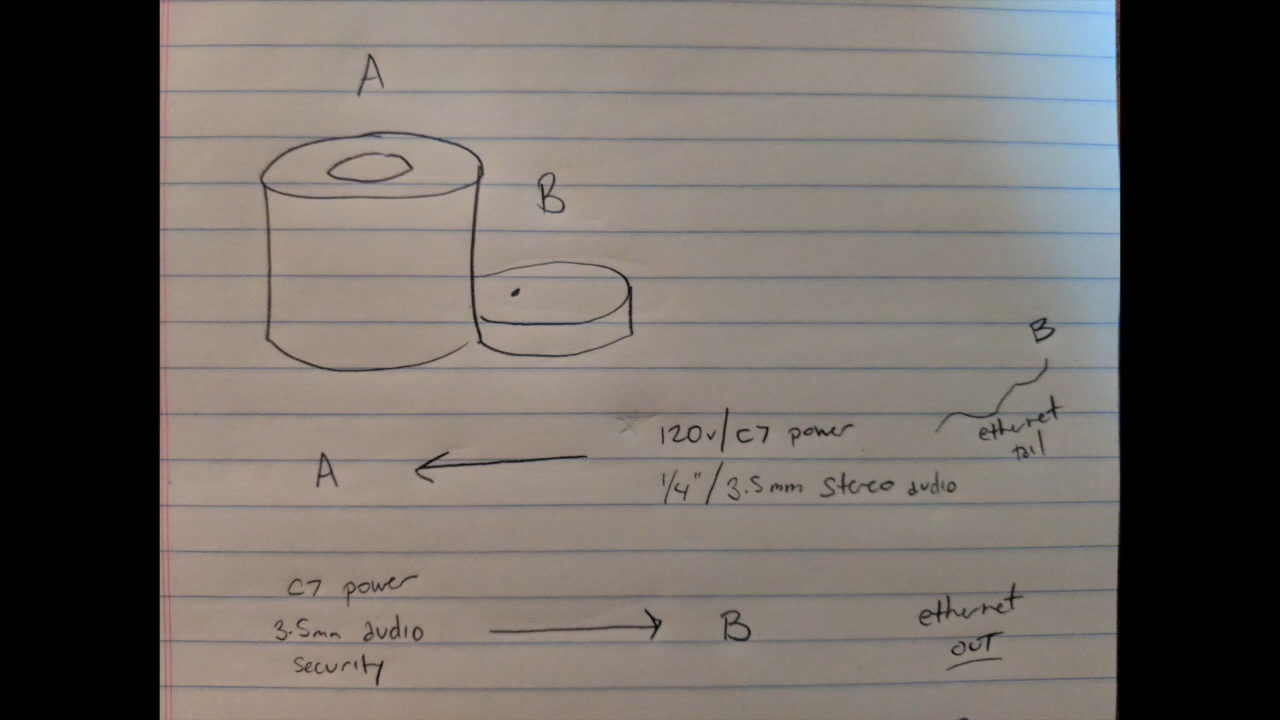 A
B
B
ethernet
tail
120v/C7 power
1/4"/3.5mm Stereo audio
A
C7 power
3.5mm audio
security
B
ethernet
OUT